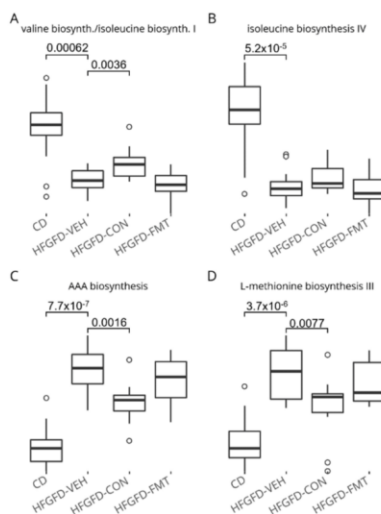 A
valine biosynth./isoleucine biosynth. I
0.00062
0.0036
CD
HFGFD-VEH
HFGFD-CON
HFGFD-FMT
B
isoleucine biosynthesis IV
5.2x10-5
CD
HFGFD-VEH
HFGFD-CON
HFGFD-FMT
C
AAA biosynthesis
7.7x10-7
0.0016
CD
HFGFD-VEH
HFGFD-CON
HFGFD-FMT
D
L-methionine biosynthesis III
3.7x10-6
0.0077
CD
HFGFD-VEH
HFGFD-CON
HFGFD-FMT